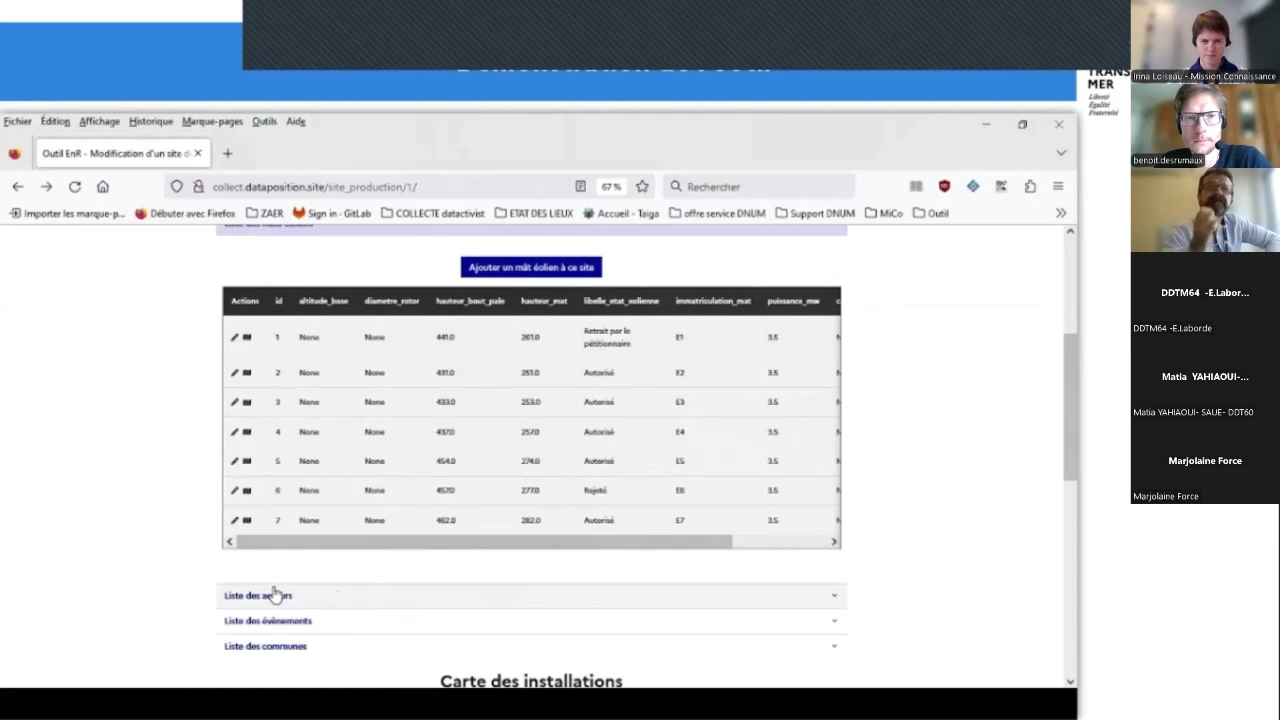 TRANS
MER
Liberté
Égalité
Fraternité
Irina Loiseau - Mission Connaissance
benoit.desrumaux
DDTM64 -E.Labor...
DDTM64 -E.Laborde
Matia YAHIAOUI-...
Matia YAHIAOUI- SAUE- DDT60
Marjolaine Force
Marjolaine Force
Fichier Édition Affichage Historique Marque-pages Outils Aide
Outil EnR - Modification d'un site d
collect.dataposition.site/site_production/1/
67 %
Rechercher
Importer les marque-p... Débuter avec Firefox ZAER Sign in · GitLab COLLECTE datactivist ETAT DES LIEUX Accueil - Taiga offre service DNUM Support DNUM MiCo Outil
Ajouter un mât éolien à ce site
Actions id altitude_base diametre_rotor hauteur_bout_pale hauteur_mat libelle_etat_eolienne immatriculation_mat puissance_mw
1 None None 441.0 261.0 Retrait par le pétitionnaire E1 3.5
2 None None 431.0 251.0 Autorisé E2 3.5
3 None None 433.0 253.0 Autorisé E3 3.5
4 None None 437.0 257.0 Autorisé E4 3.5
5 None None 454.0 274.0 Autorisé E5 3.5
6 None None 457.0 277.0 Rejeté E6 3.5
7 None None 462.0 282.0 Autorisé E7 3.5
Liste des
Liste des évènements
Liste des communes
Carte des installations